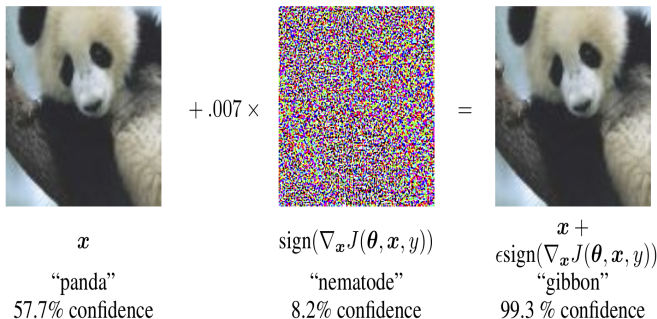 + .007 ×
=
x
sign(∇ₓJ(θ, x, y))
x +
ϵsign(∇ₓJ(θ, x, y))
“panda”
“nematode”
“gibbon”
57.7% confidence
8.2% confidence
99.3 % confidence